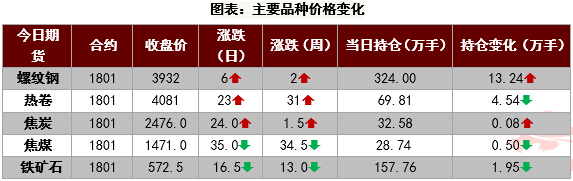 图表：主要品种价格变化
今日期货 合约 收盘价 涨跌（日） 涨跌（周） 当日持仓（万手） 持仓变化（万手）
螺纹钢 1801 3932 6↑ 2↑ 324.00 13.24↑
热卷 1801 4081 23↑ 31↑ 69.81 4.54↓
焦炭 1801 2476.0 24.0↑ 1.5↑ 32.58 0.08↑
焦煤 1801 1471.0 35.0↓ 34.5↓ 28.74 0.50↓
铁矿石 1801 572.5 16.5↓ 13.0↓ 157.76 1.95↓